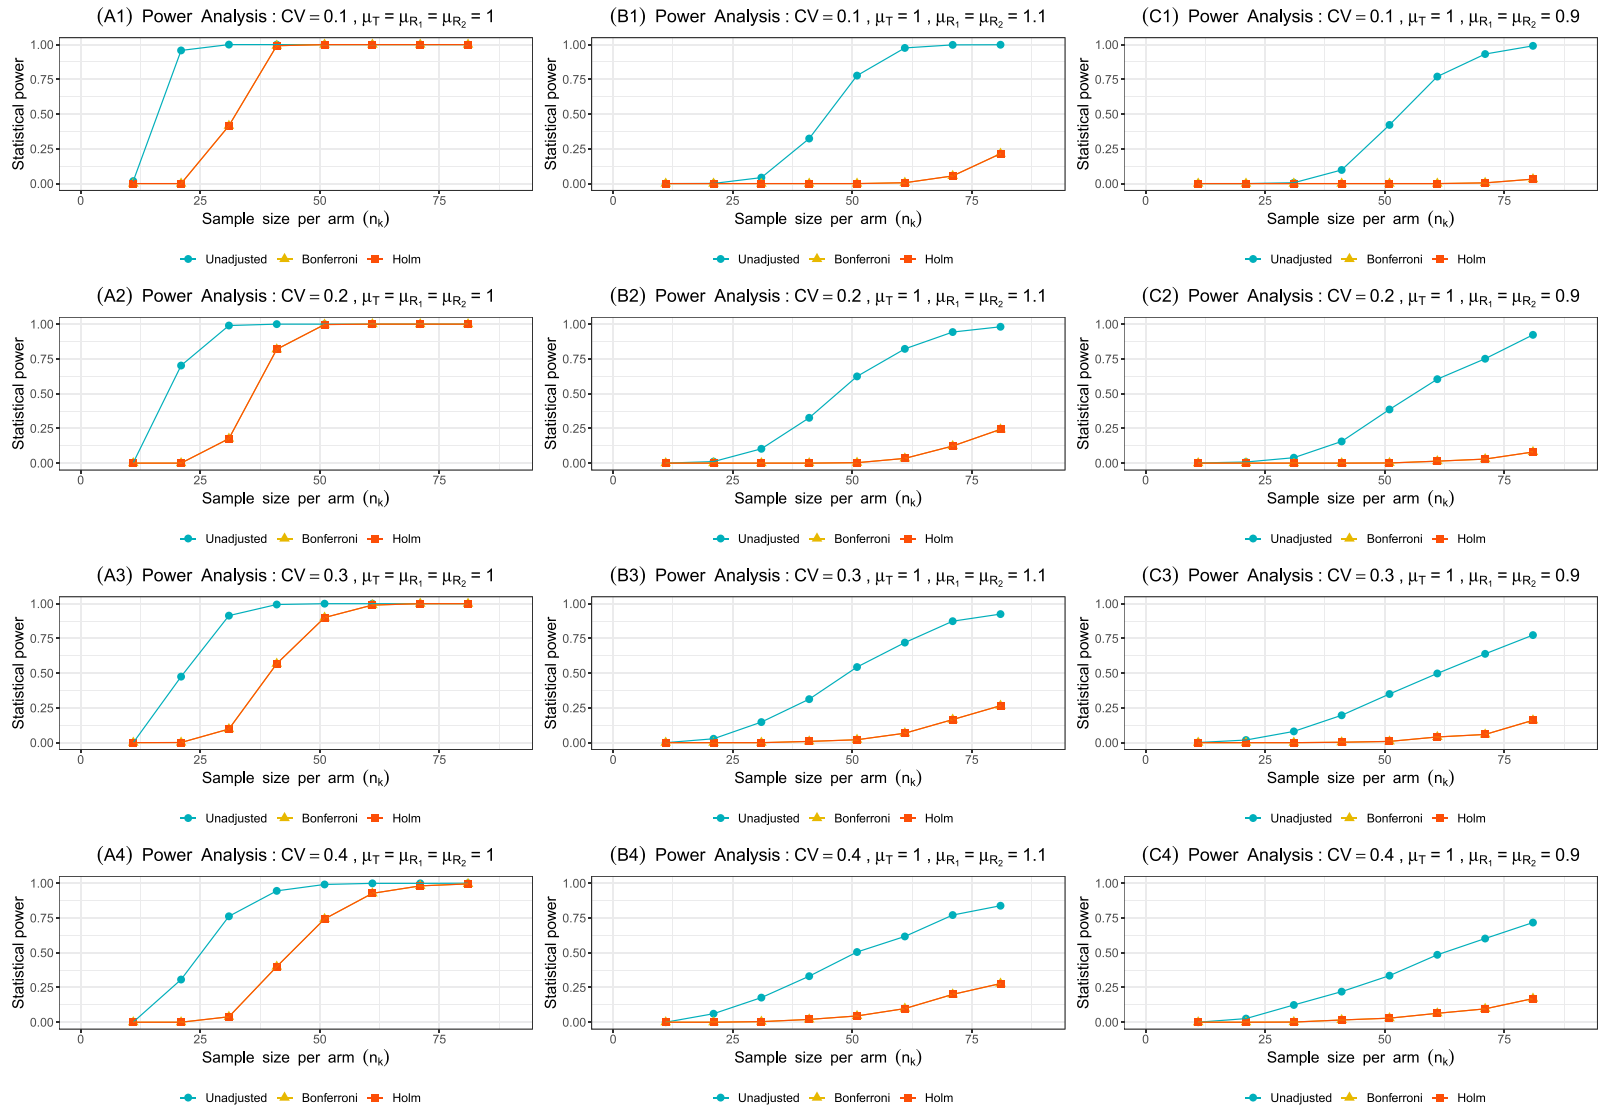 (A1) Power Analysis : CV = 0.1 , μT = μR1 = μR2 = 1
Statistical power
1.00
0.75
0.50
0.25
0.00
0 25 50 75
Sample size per arm (nk)
Unadjusted Bonferroni Holm
(B1) Power Analysis : CV = 0.1 , μT = 1 , μR1 = μR2 = 1.1
Statistical power
1.00
0.75
0.50
0.25
0.00
0 25 50 75
Sample size per arm (nk)
Unadjusted Bonferroni Holm
(C1) Power Analysis : CV = 0.1 , μT = 1 , μR1 = μR2 = 0.9
Statistical power
1.00
0.75
0.50
0.25
0.00
0 25 50 75
Sample size per arm (nk)
Unadjusted Bonferroni Holm
(A2) Power Analysis : CV = 0.2 , μT = μR1 = μR2 = 1
Statistical power
1.00
0.75
0.50
0.25
0.00
0 25 50 75
Sample size per arm (nk)
Unadjusted Bonferroni Holm
(B2) Power Analysis : CV = 0.2 , μT = 1 , μR1 = μR2 = 1.1
Statistical power
1.00
0.75
0.50
0.25
0.00
0 25 50 75
Sample size per arm (nk)
Unadjusted Bonferroni Holm
(C2) Power Analysis : CV = 0.2 , μT = 1 , μR1 = μR2 = 0.9
Statistical power
1.00
0.75
0.50
0.25
0.00
0 25 50 75
Sample size per arm (nk)
Unadjusted Bonferroni Holm
(A3) Power Analysis : CV = 0.3 , μT = μR1 = μR2 = 1
Statistical power
1.00
0.75
0.50
0.25
0.00
0 25 50 75
Sample size per arm (nk)
Unadjusted Bonferroni Holm
(B3) Power Analysis : CV = 0.3 , μT = 1 , μR1 = μR2 = 1.1
Statistical power
1.00
0.75
0.50
0.25
0.00
0 25 50 75
Sample size per arm (nk)
Unadjusted Bonferroni Holm
(C3) Power Analysis : CV = 0.3 , μT = 1 , μR1 = μR2 = 0.9
Statistical power
1.00
0.75
0.50
0.25
0.00
0 25 50 75
Sample size per arm (nk)
Unadjusted Bonferroni Holm
(A4) Power Analysis : CV = 0.4 , μT = μR1 = μR2 = 1
Statistical power
1.00
0.75
0.50
0.25
0.00
0 25 50 75
Sample size per arm (nk)
Unadjusted Bonferroni Holm
(B4) Power Analysis : CV = 0.4 , μT = 1 , μR1 = μR2 = 1.1
Statistical power
1.00
0.75
0.50
0.25
0.00
0 25 50 75
Sample size per arm (nk)
Unadjusted Bonferroni Holm
(C4) Power Analysis : CV = 0.4 , μT = 1 , μR1 = μR2 = 0.9
Statistical power
1.00
0.75
0.50
0.25
0.00
0 25 50 75
Sample size per arm (nk)
Unadjusted Bonferroni Holm